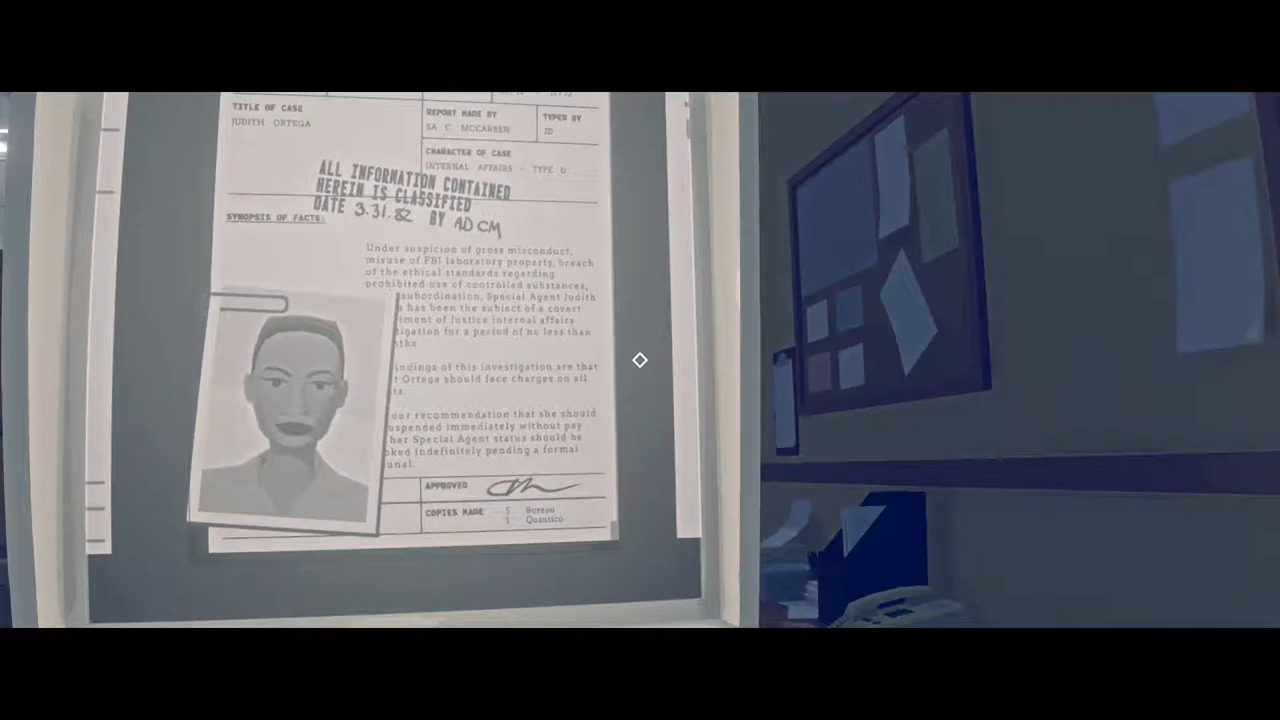 TITLE OF CASE
JUDITH ORTEGA
REPORT MADE BY
SA C. MCCARREN
TYPED BY
JD
CHARACTER OF CASE
INTERNAL AFFAIRS - TYPE D
ALL INFORMATION CONTAINED
HEREIN IS CLASSIFIED
DATE 3.31.82 BY ADCM
SYNOPSIS OF FACTS:
Under suspicion of gross misconduct,
misuse of FBI laboratory property, breach
of the ethical standards regarding
prohibited use of controlled substances,
subordination, Special Agent Judith
has been the subject of a covert
tment of Justice internal affairs
tigation for a period of no less than
ths
indings of this investigation are that
t Ortega should face charges on all
ts.
our recommendation that she should
uspended immediately without pay
her Special Agent status should be
oked indefinitely pending a formal
unal.
APPROVED
COPIES MADE
5 Bureau
1 Quantico